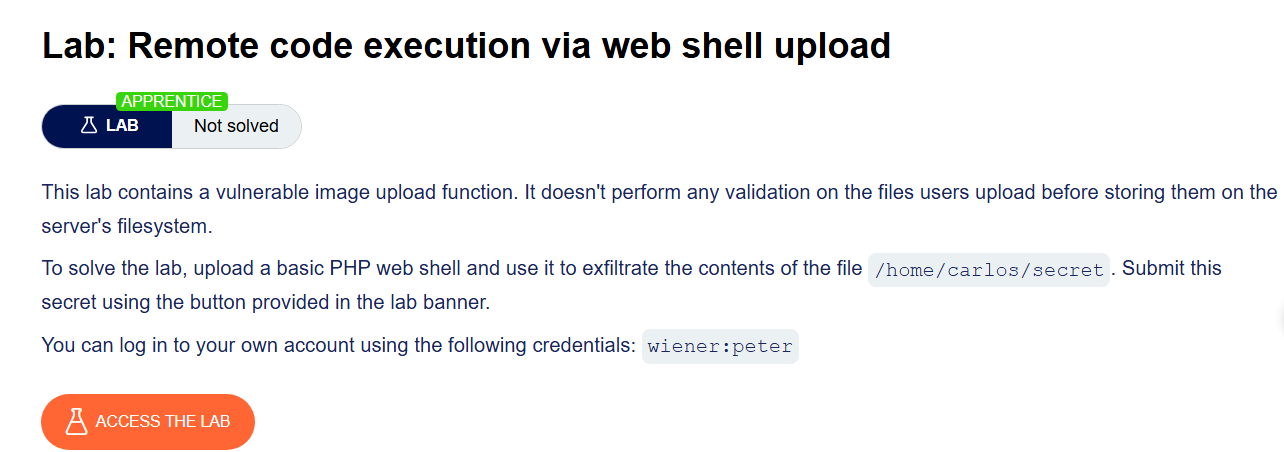 Lab: Remote code execution via web shell upload
APPRENTICE
LAB Not solved
This lab contains a vulnerable image upload function. It doesn't perform any validation on the files users upload before storing them on the
server's filesystem.
To solve the lab, upload a basic PHP web shell and use it to exfiltrate the contents of the file /home/carlos/secret. Submit this
secret using the button provided in the lab banner.
You can log in to your own account using the following credentials: wiener:peter
ACCESS THE LAB